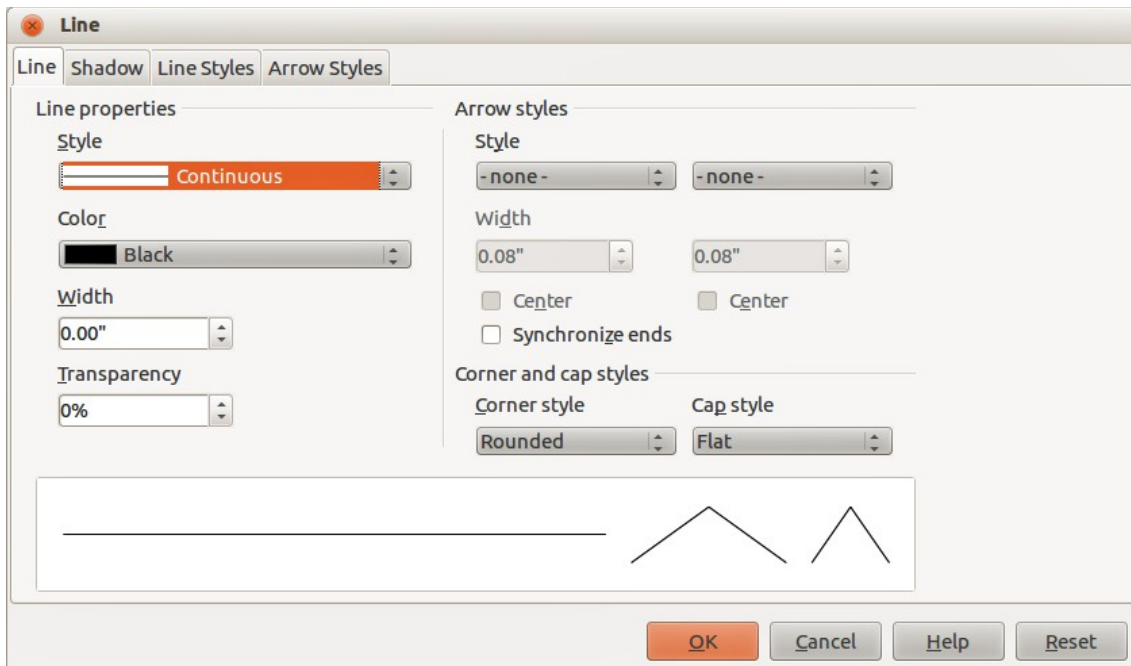 Line
Line Shadow Line Styles Arrow Styles
Line properties
Style
Continuous
Color
Black
Width
0.00"
Transparency
0%
Arrow styles
Style
-none- -none-
Width
0.08" 0.08"
Center Center
Synchronize ends
Corner and cap styles
Corner style Cap style
Rounded Flat
OK Cancel Help Reset